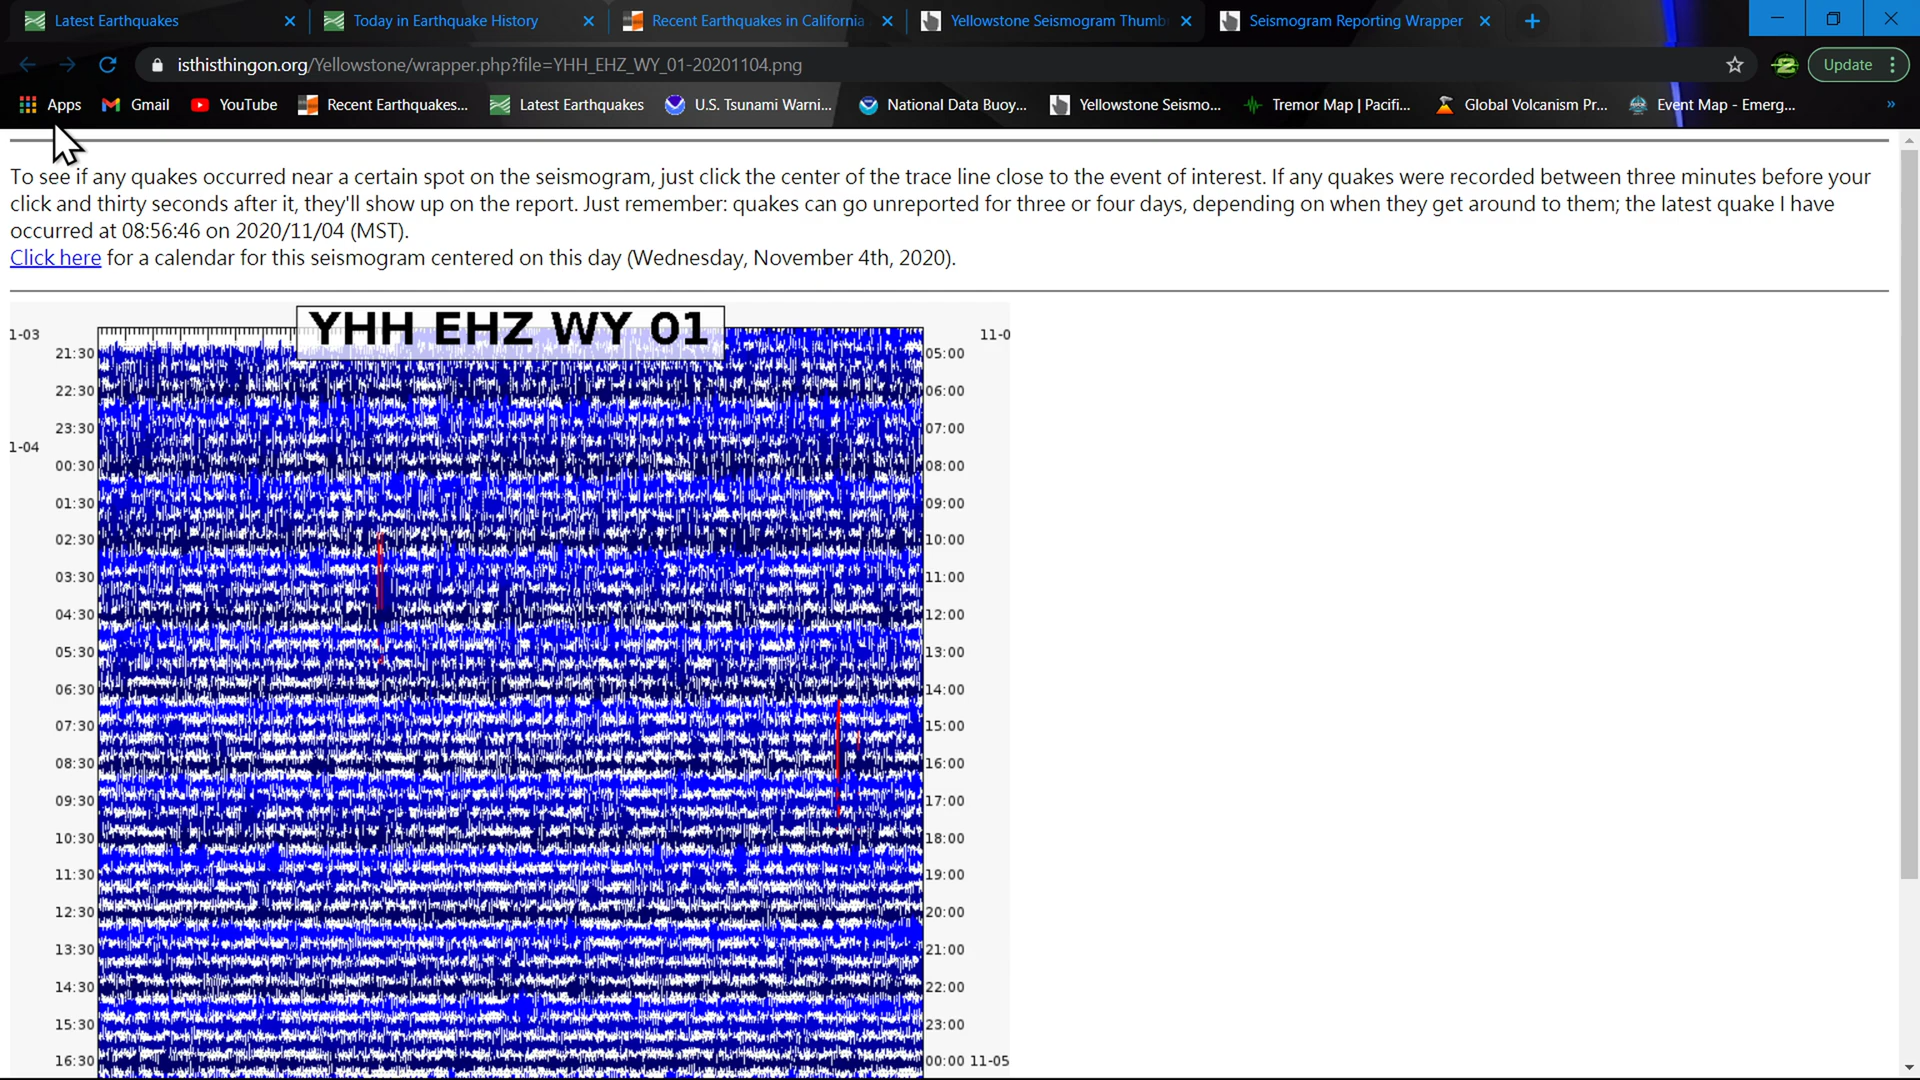 Latest Earthquakes
Today in Earthquake History
Recent Earthquakes in California
Yellowstone Seismogram Thumb
Seismogram Reporting Wrapper
isthisthingon.org/Yellowstone/wrapper.php?file=YHH_EHZ_WY_01-20201104.png
Update
Apps
Gmail
YouTube
Recent Earthquakes...
Latest Earthquakes
U.S. Tsunami Warni...
National Data Buoy...
Yellowstone Seismo...
Tremor Map | Pacifi...
Global Volcanism Pr...
Event Map - Emerg...
»
To see if any quakes occurred near a certain spot on the seismogram, just click the center of the trace line close to the event of interest. If any quakes were recorded between three minutes before your
click and thirty seconds after it, they'll show up on the report. Just remember: quakes can go unreported for three or four days, depending on when they get around to them; the latest quake I have
occurred at 08:56:46 on 2020/11/04 (MST).
Click here for a calendar for this seismogram centered on this day (Wednesday, November 4th, 2020).
YHH EHZ WY 01
1-03 11-0
21:30 05:00
22:30 06:00
23:30 07:00
1-04
00:30 08:00
01:30 09:00
02:30 10:00
03:30 11:00
04:30 12:00
05:30 13:00
06:30 14:00
07:30 15:00
08:30 16:00
09:30 17:00
10:30 18:00
11:30 19:00
12:30 20:00
13:30 21:00
14:30 22:00
15:30 23:00
16:30 00:00 11-05